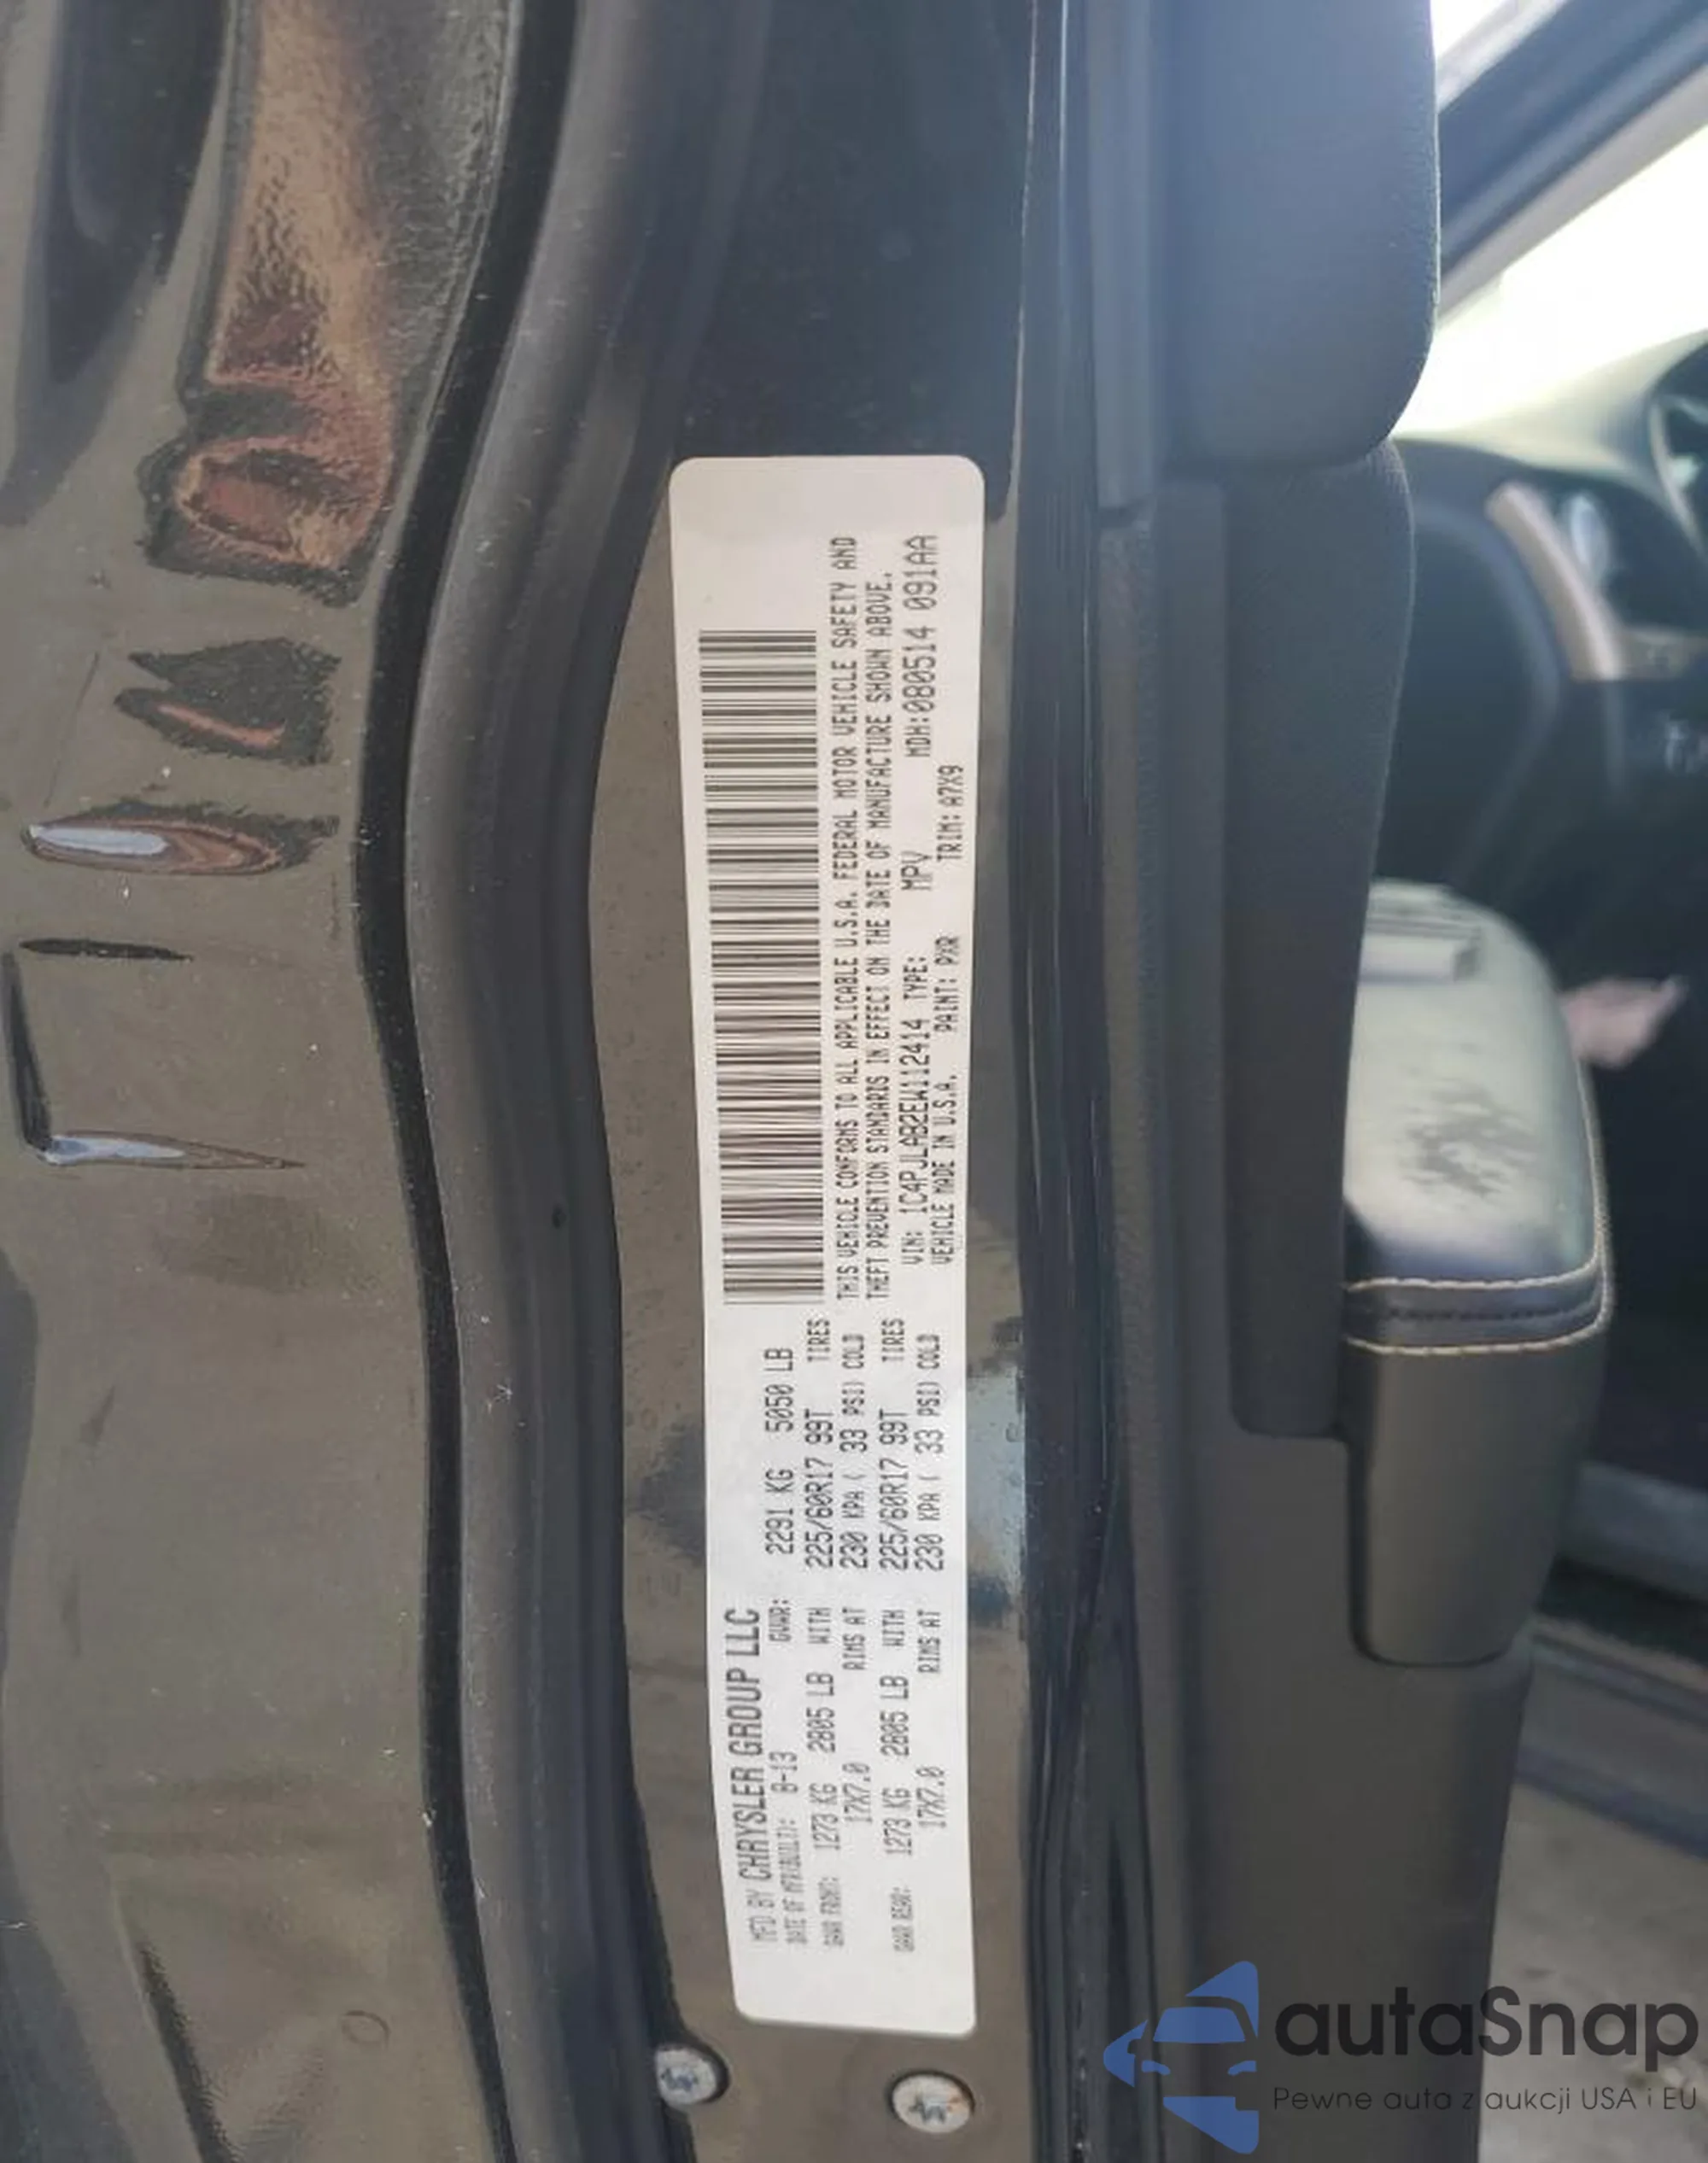 MFD BY CHRYSLER GROUP LLC
DATE OF MFR(BUILT): 8-13 GVWR: 2291 KG 5050 LB
GAWR FRONT: 1273 KG 2805 LB WITH 225/60R17 99T TIRES
17X7.0 RIMS AT 230 KPA ( 33 PSI) COLD
GAWR REAR: 1273 KG 2805 LB WITH 225/60R17 99T TIRES
17X7.0 RIMS AT 230 KPA ( 33 PSI) COLD
THIS VEHICLE CONFORMS TO ALL APPLICABLE U.S.A. FEDERAL MOTOR VEHICLE SAFETY AND
THEFT PREVENTION STANDARDS IN EFFECT ON THE DATE OF MANUFACTURE SHOWN ABOVE.
VIN: 1C4PJLAB2EW112414 TYPE: MPV MDH:080514 091AA
VEHICLE MADE IN U.S.A. PAINT: PXR TRIM: A7X9
autaSnap
Pewne auta z aukcji USA i EU